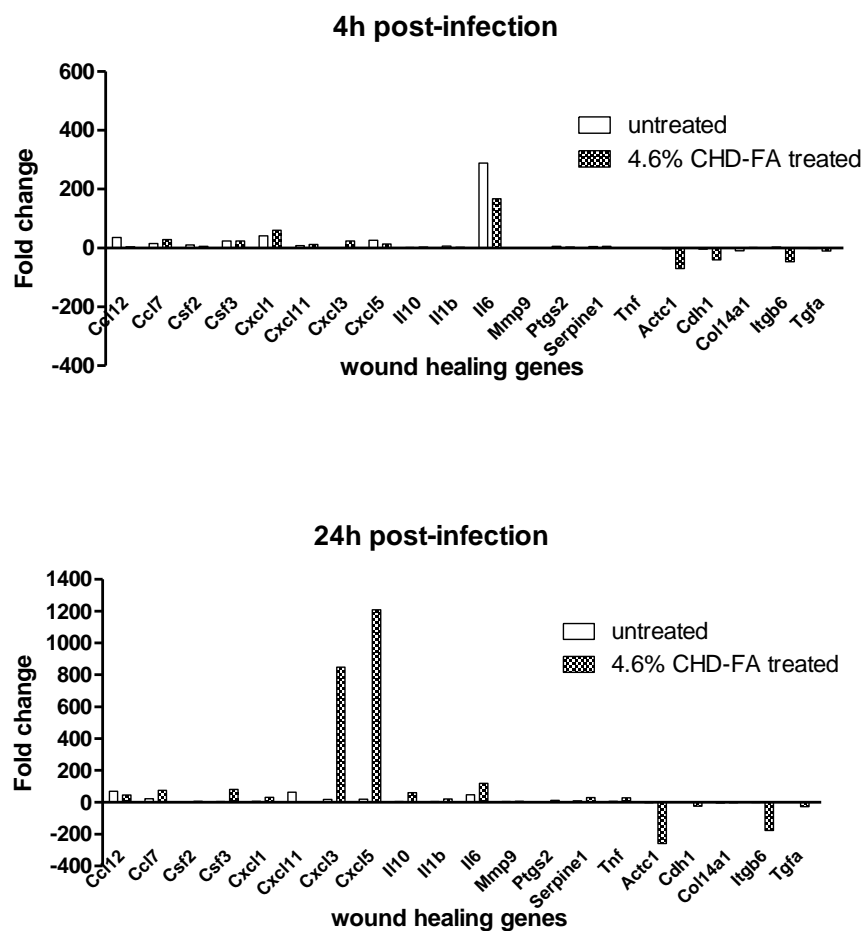 4h post-infection
600
400
200
0
-200
-400
Fold change
untreated
4.6% CHD-FA treated
Ccl12
Ccl7
Csf2
Csf3
Cxcl1
Cxcl11
Cxcl3
Cxcl5
Il10
Il1b
Il6
Mmp9
Ptgs2
Serpine1
Tnf
Actc1
Cdh1
Col14a1
Itgb6
Tgfa
wound healing genes
24h post-infection
1400
1200
1000
800
600
400
200
0
-200
-400
Fold change
untreated
4.6% CHD-FA treated
Ccl12
Ccl7
Csf2
Csf3
Cxcl1
Cxcl11
Cxcl3
Cxcl5
Il10
Il1b
Il6
Mmp9
Ptgs2
Serpine1
Tnf
Actc1
Cdh1
Col14a1
Itgb6
Tgfa
wound healing genes